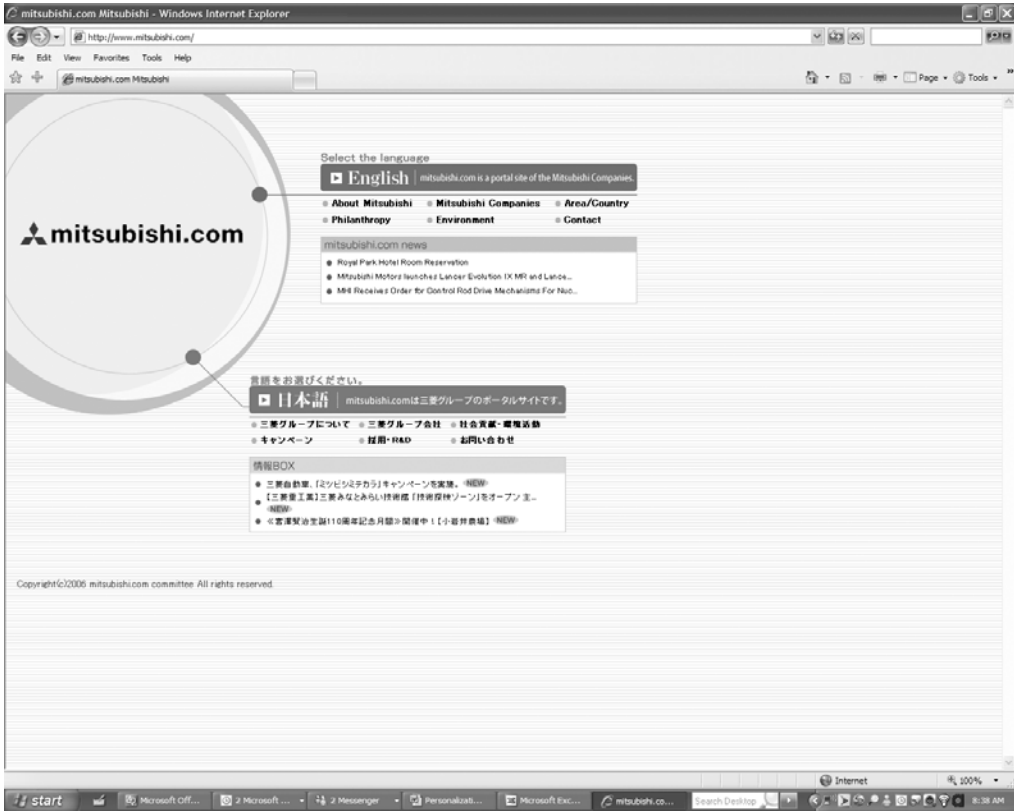 mitsubishi.com Mitsubishi - Windows Internet Explorer
http://www.mitsubishi.com/
File Edit View Favorites Tools Help
mitsubishi.com Mitsubishi
Page Tools
Select the language
English mitsubishi.com is a portal site of the Mitsubishi Companies.
About Mitsubishi Mitsubishi Companies Area/Country
Philanthropy Environment Contact
mitsubishi.com
mitsubishi.com news
Royal Park Hotel Room Reservation
Mitsubishi Motors launches Lancer Evolution IX MR and Lance...
MHI Receives Order for Control Rod Drive Mechanisms For Nuc...
言語をお選びください。
日本語 mitsubishi.comは三菱グループのポータルサイトです。
三菱グループについて 三菱グループ会社 社会貢献・環境活動
キャンペーン 採用・R&D お問い合わせ
情報BOX
三菱自動車、「ミツビシミテカラ」キャンペーンを実施。 NEW
【三菱重工業】三菱みなとみらい技術館「技術探検ゾーン」をオープン 主...
NEW
≪宮澤賢治生誕110周年記念月間≫開催中!【小岩井農場】 NEW
Copyright(c)2006 mitsubishi.com committee All rights reserved.
Internet 100%
start Microsoft Off... 2 Microsoft ... 2 Messenger Personalizati... Microsoft Exc... mitsubishi.co... Search Desktop 8:38 AM